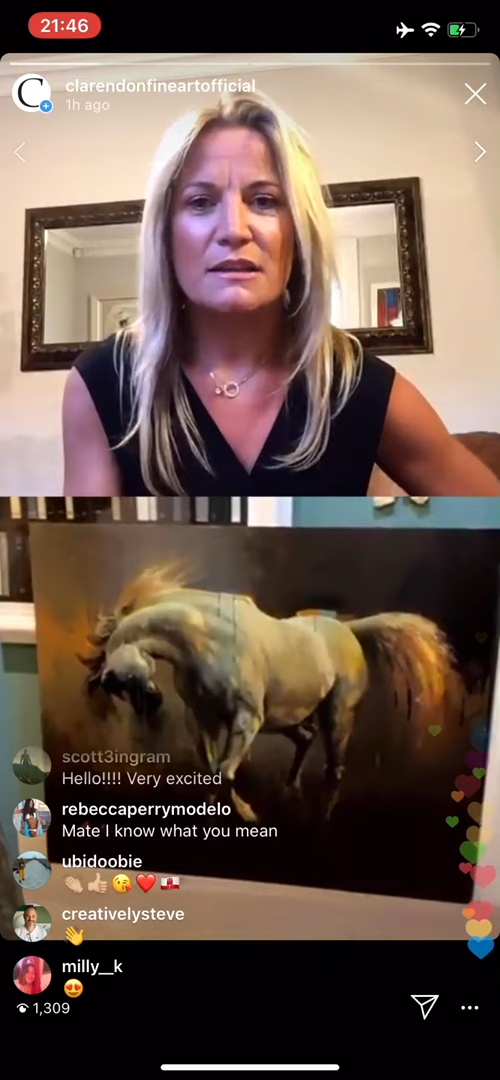 21:46
C
clarendonfineartofficial
1h ago
scott3ingram
Hello!!!! Very excited
rebeccaperrymodelo
Mate I know what you mean
ubidoobie
👏🏼👍🏼😘❤️🇬🇮
creativelysteve
👋
milly__k
😍
1,309